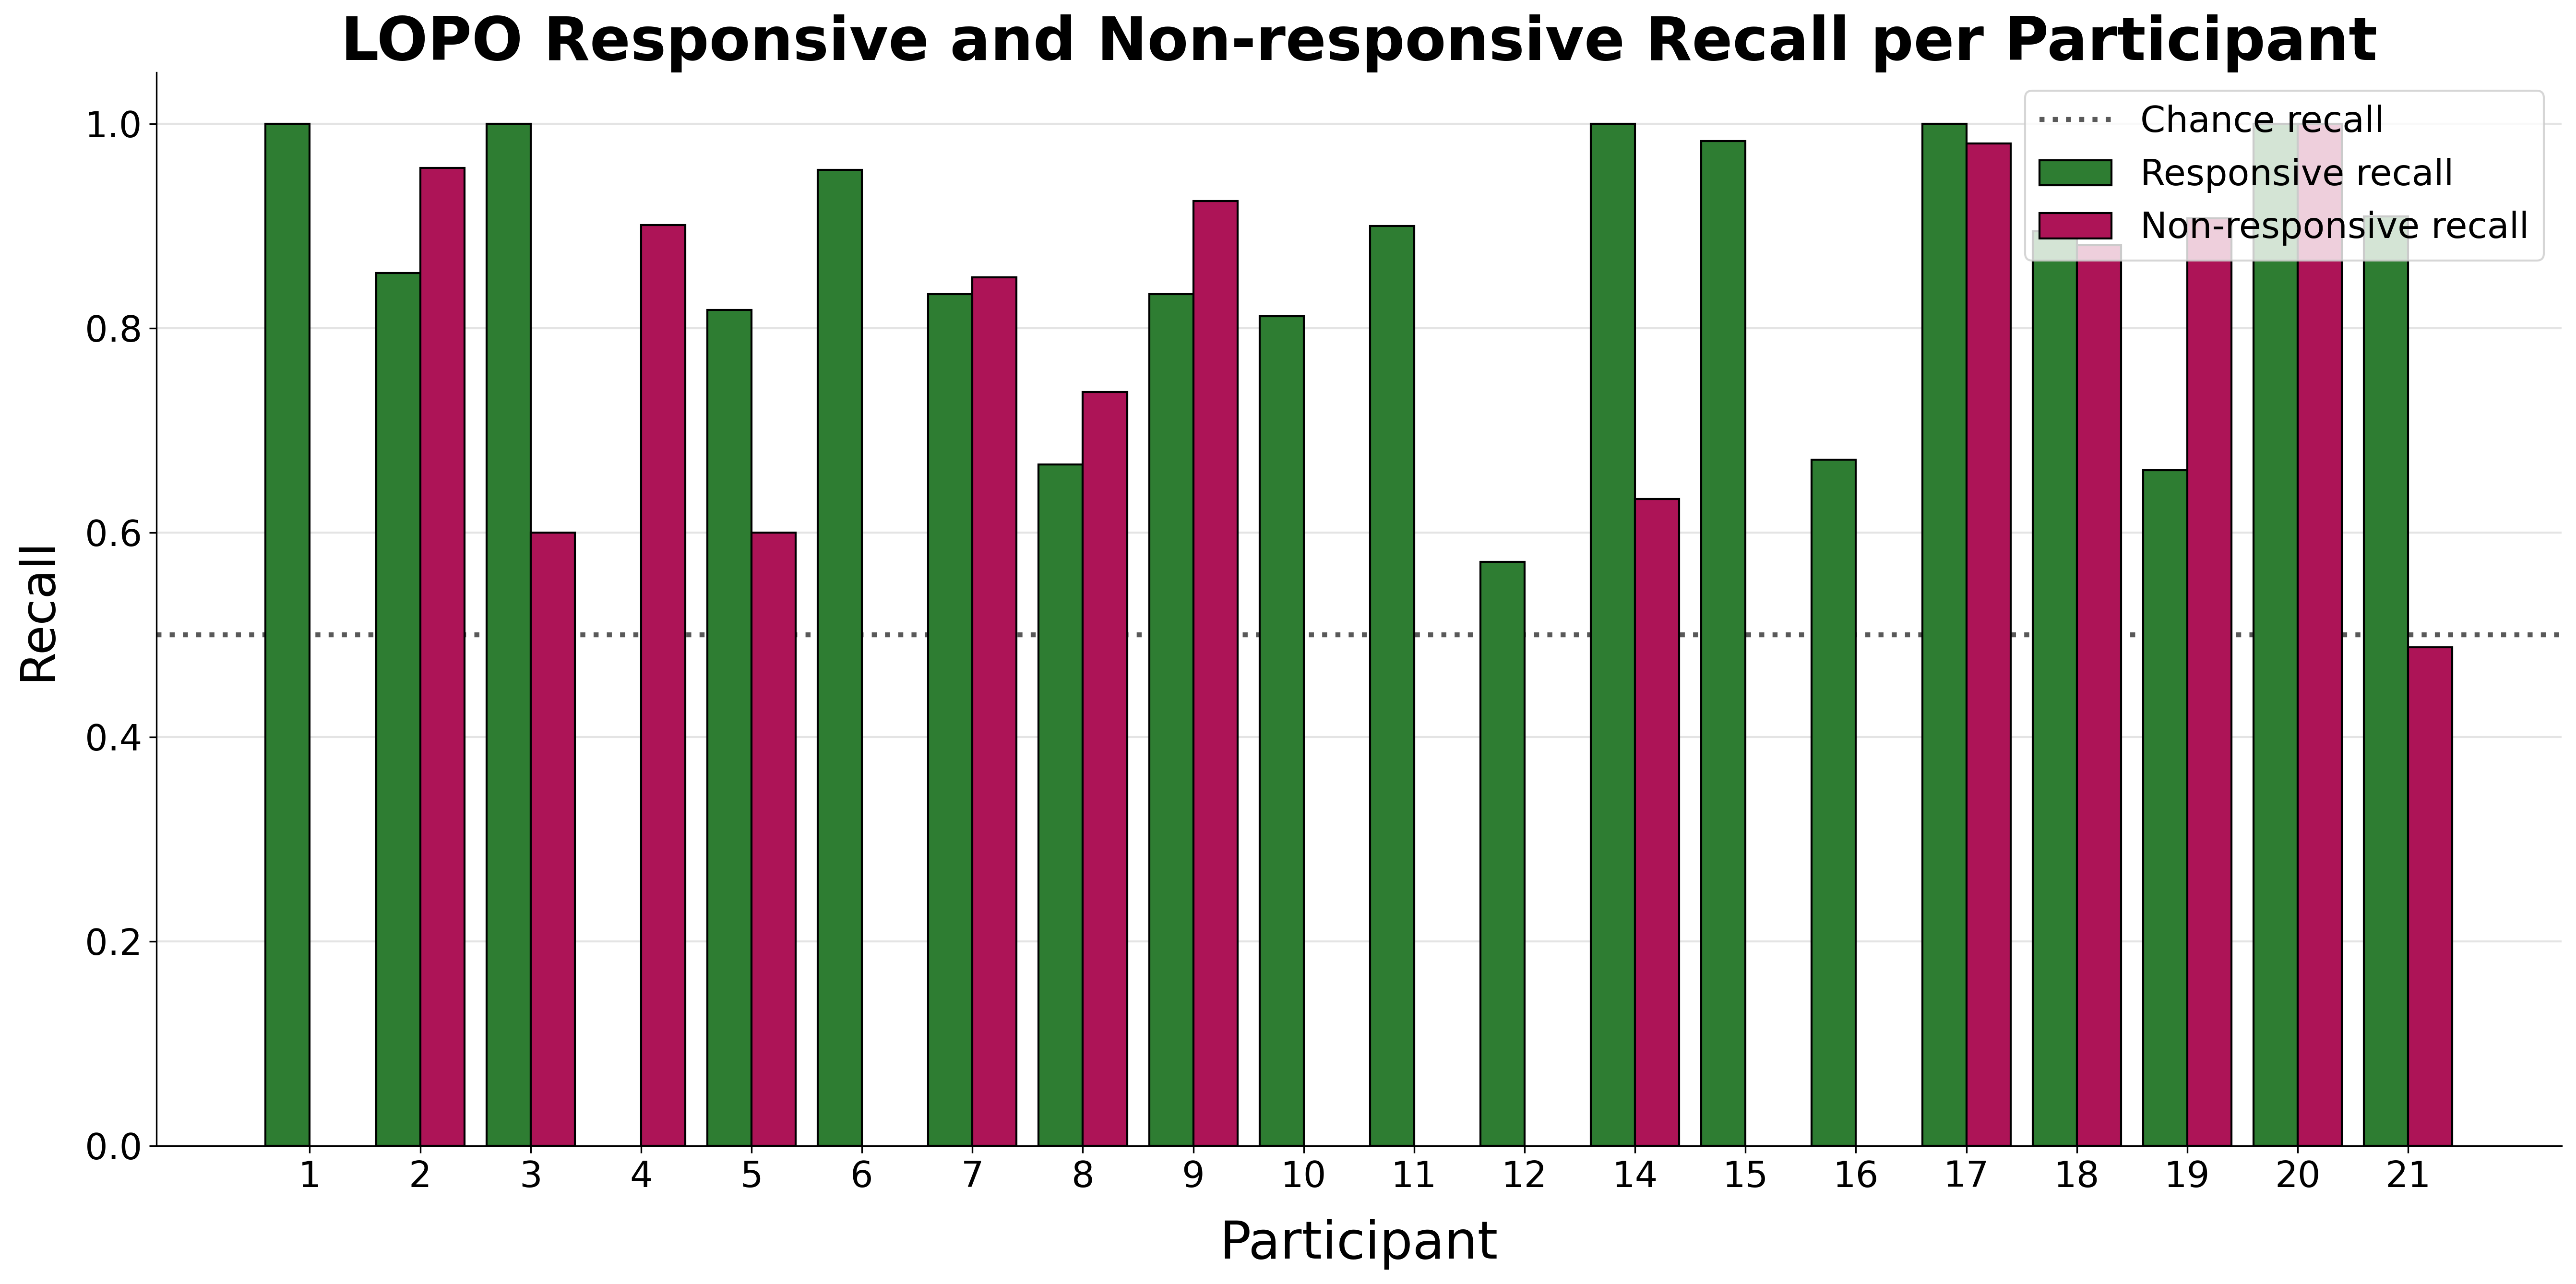 LOPO Responsive and Non-responsive Recall per Participant
Chance recall
Responsive recall
Non-responsive recall
1.0
0.8
0.6
0.4
0.2
0.0
Recall
1 2 3 4 5 6 7 8 9 10 11 12 14 15 16 17 18 19 20 21
Participant